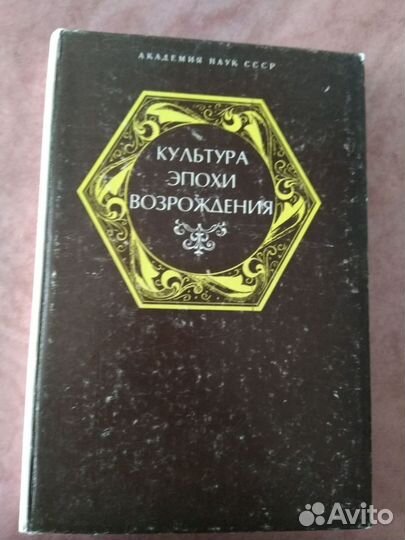 АКАДЕМИЯ НАУК СССР
КУЛЬТУРА
ЭПОХИ
ВОЗРОЖДЕНИЯ
Avito